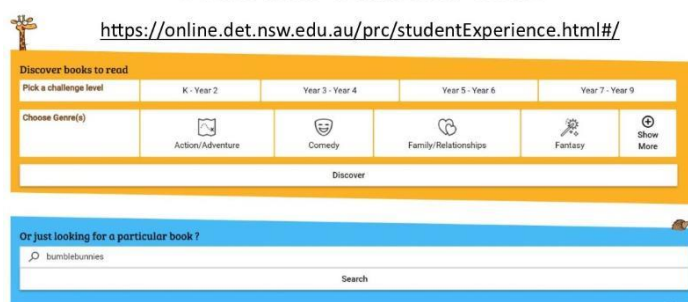 https://online.det.nsw.edu.au/prc/studentExperience.html#/
Discover books to read
Pick a challenge level
K - Year 2
Year 3 - Year 4
Year 5 - Year 6
Year 7 - Year 9
Choose Genre(s)
Action/Adventure
Comedy
Family/Relationships
Fantasy
Show
More
Discover
Or just looking for a particular book ?
bumblebunnies
Search